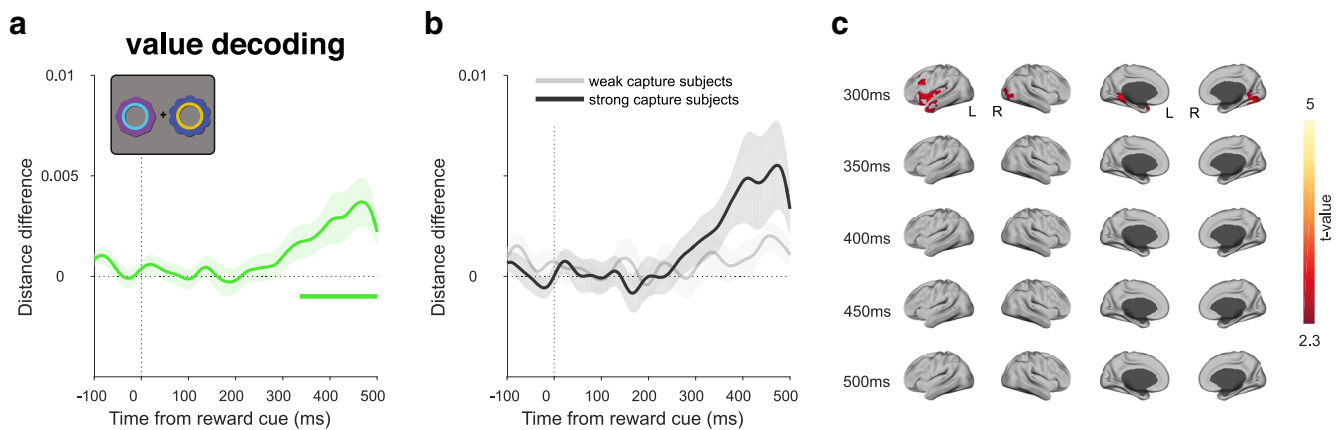 a
value decoding
0.01
0.005
0
Distance difference
+
-100 0 100 200 300 400 500
Time from reward cue (ms)
b
0.01
0.005
0
Distance difference
weak capture subjects
strong capture subjects
-100 0 100 200 300 400 500
Time from reward cue (ms)
c
300ms
L R L R
350ms
400ms
450ms
500ms
5
t-value
2.3